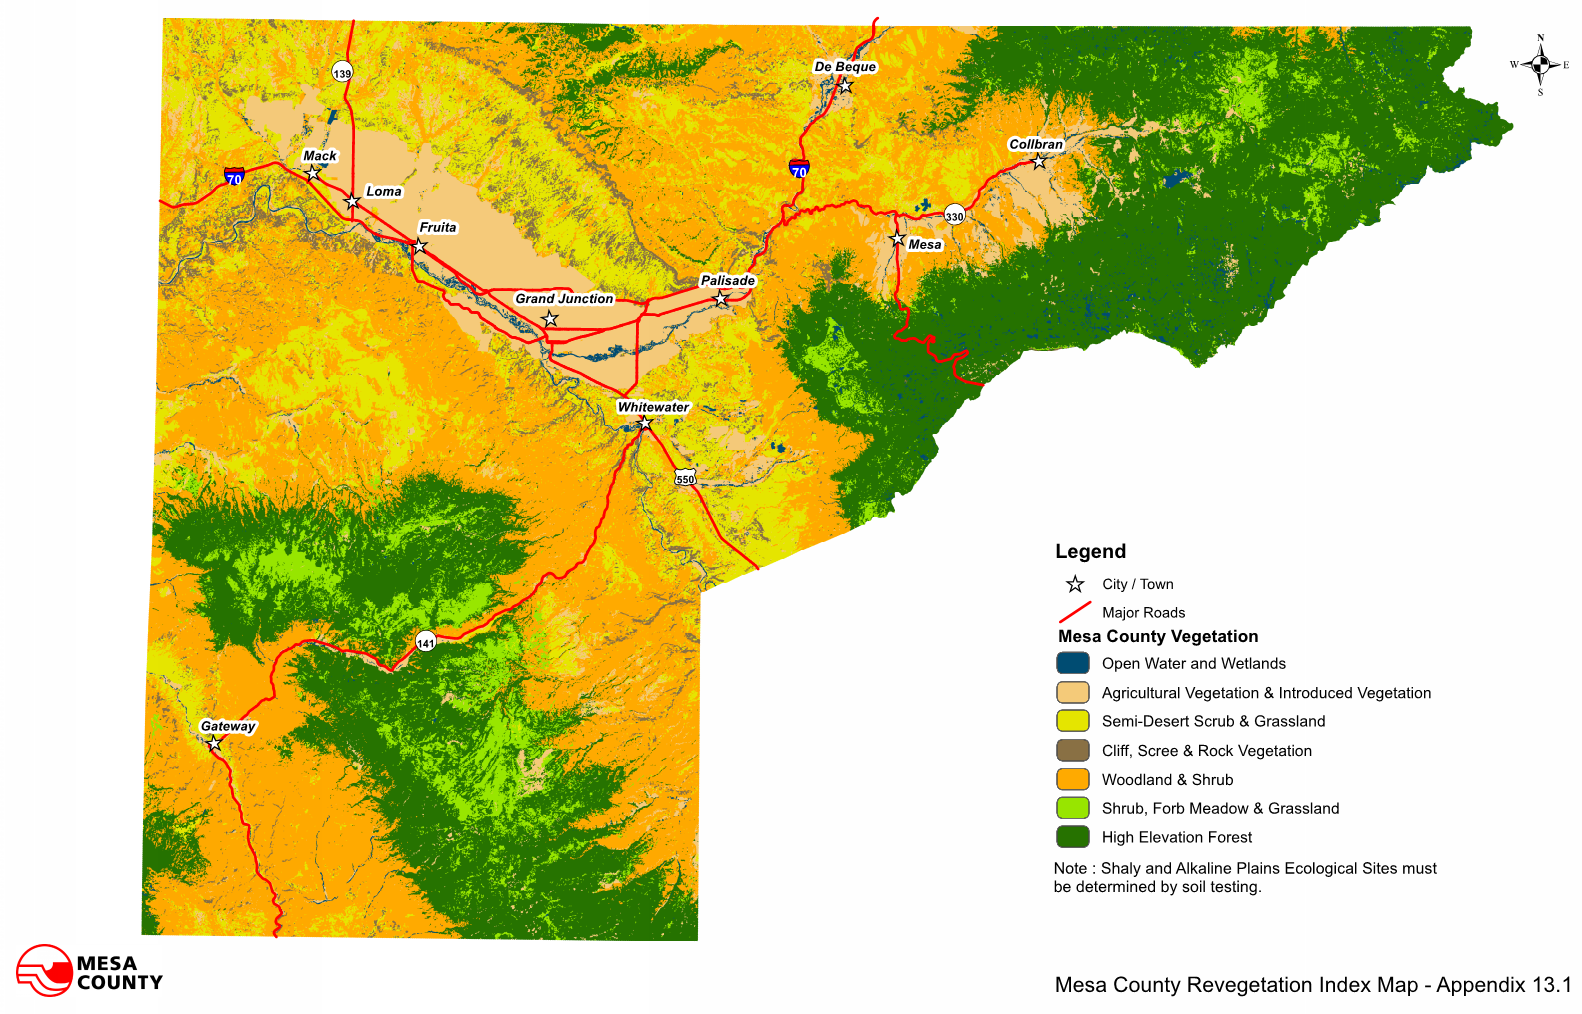 N
W E
S
139
De Beque
Mack
70
Loma
70
Collbran
Fruita
330
Mesa
Palisade
Grand Junction
Whitewater
550
141
Gateway
Legend
City / Town
Major Roads
Mesa County Vegetation
Open Water and Wetlands
Agricultural Vegetation & Introduced Vegetation
Semi-Desert Scrub & Grassland
Cliff, Scree & Rock Vegetation
Woodland & Shrub
Shrub, Forb Meadow & Grassland
High Elevation Forest
Note : Shaly and Alkaline Plains Ecological Sites must
be determined by soil testing.
MESA
COUNTY
Mesa County Revegetation Index Map - Appendix 13.1